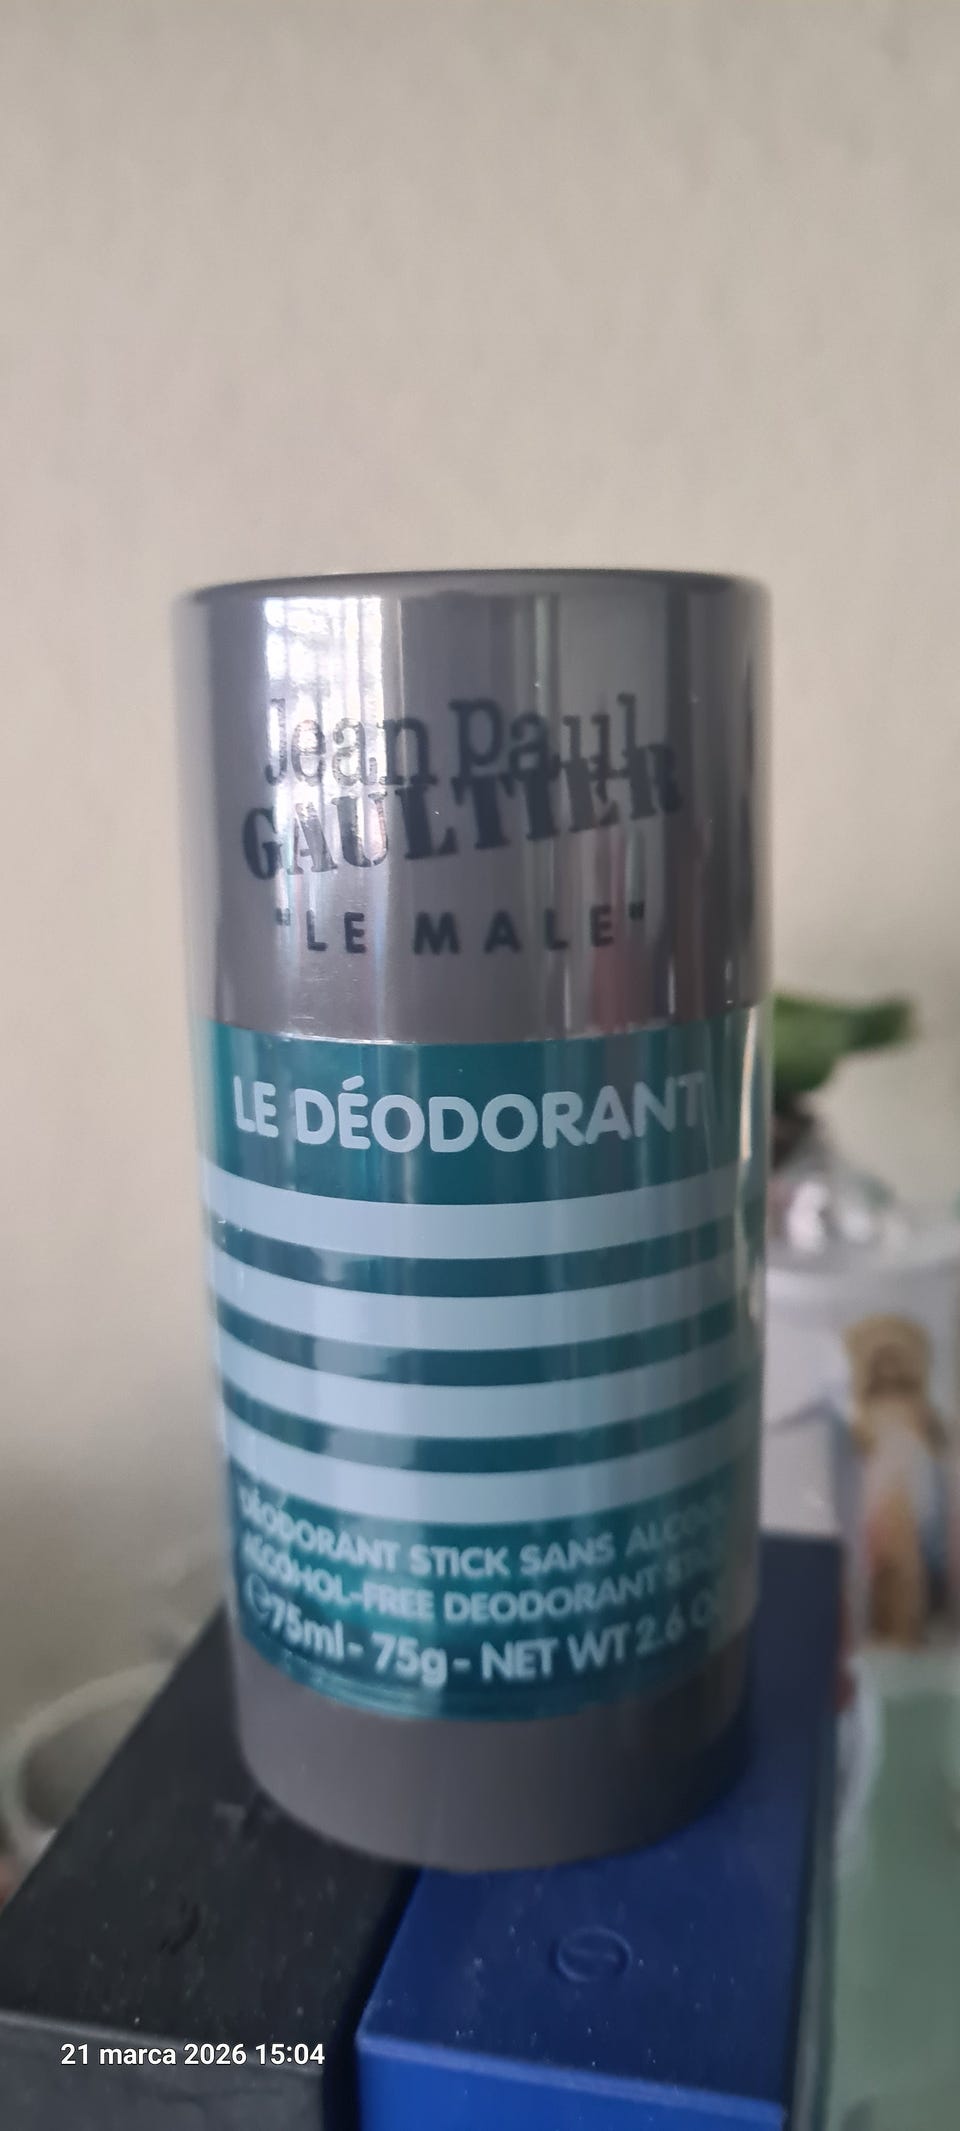 Jean Paul
GAULTIER
"LE MALE"
LE DÉODORANT
DÉODORANT STICK SANS
ALCOHOL-FREE DEODORANT
℮75ml - 75g - NET WT 2.6
21 marca 2026 15:04